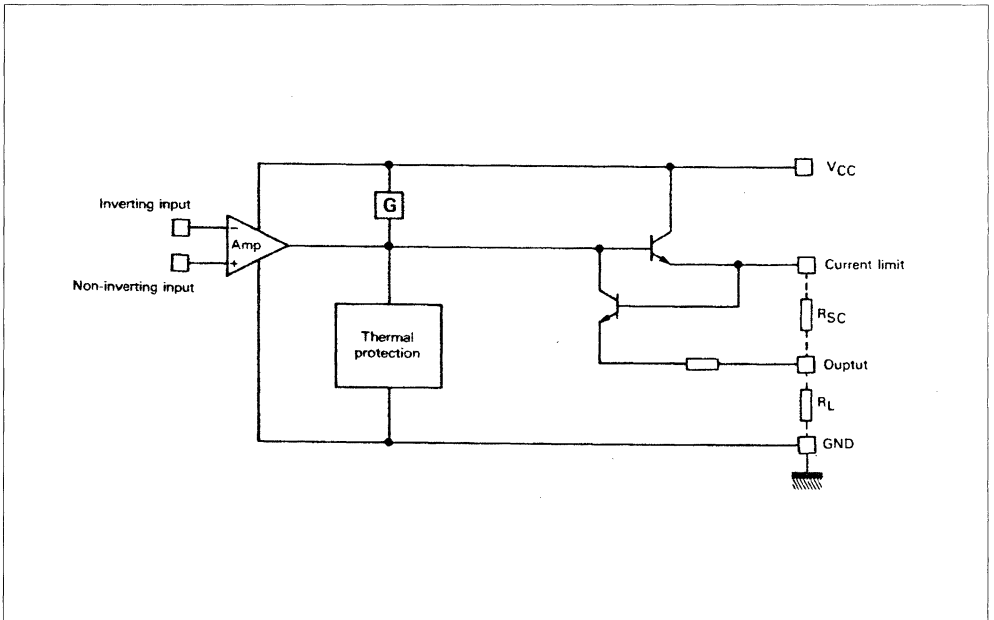 VCC
G
Inverting input
−
Amp
+
Non-inverting input
Current limit
RSC
Thermal
protection
Ouptut
RL
GND